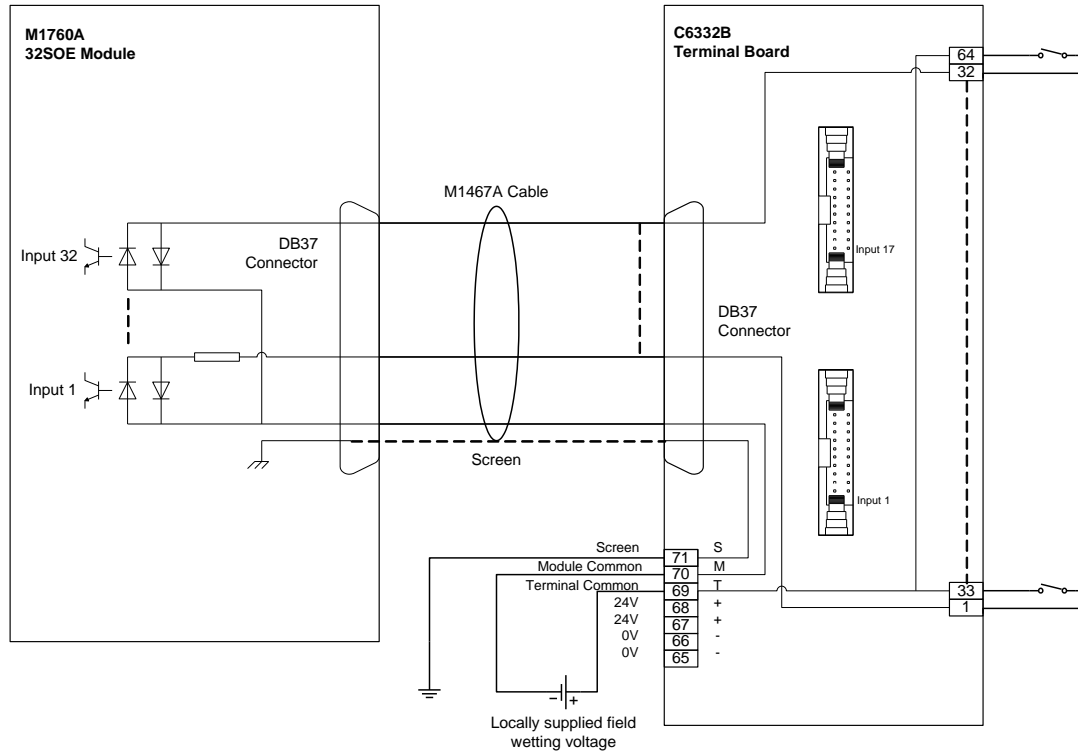 M1760A
32SOE Module
C6332B
Terminal Board
64
32
M1467A Cable
Input 32
DB37
Connector
Input 17
DB37
Connector
Input 1
Screen
Input 1
Screen 71 S
Module Common 70 M
Terminal Common 69 T
24V 68 +
24V 67 +
0V 66 -
0V 65 -
33
1
− +
Locally supplied field
wetting voltage